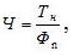 Ч = Tн / Фп ,